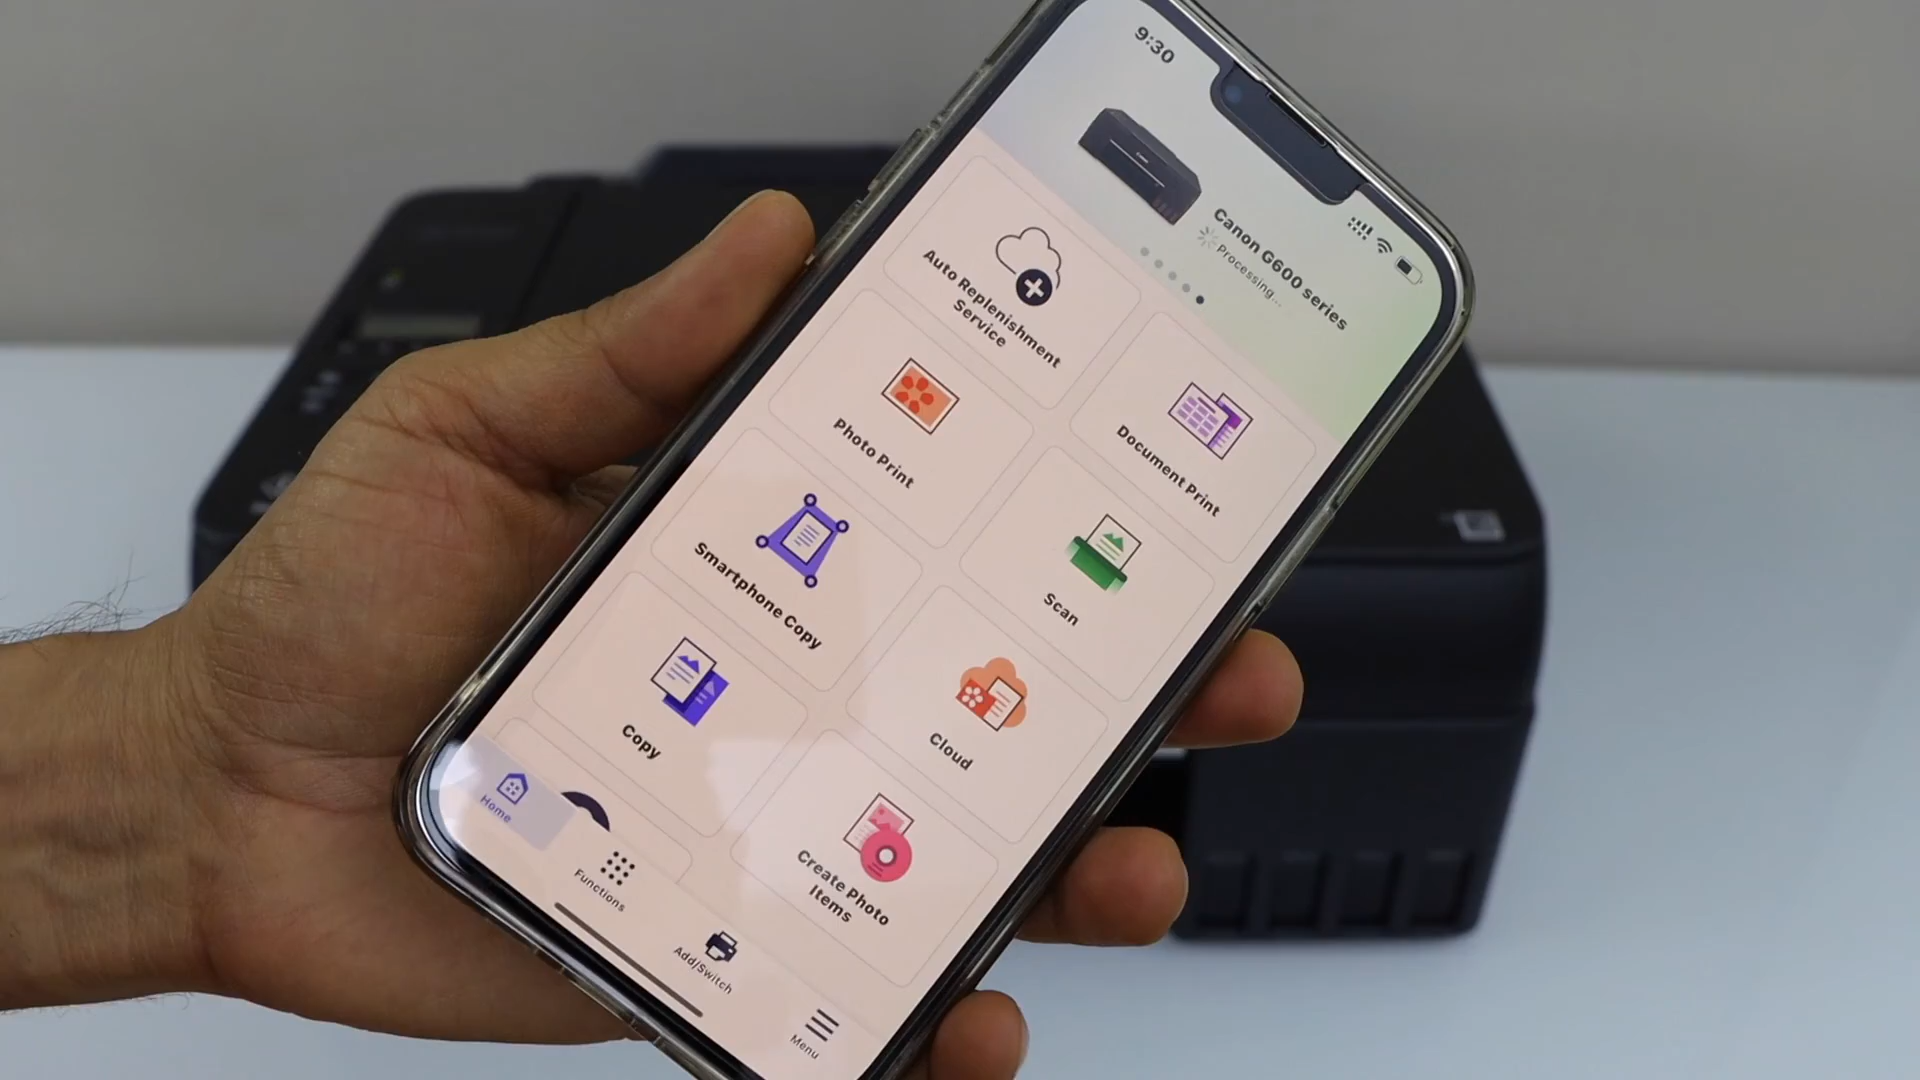 9:30
Canon G600 series
Processing...
Auto Replenishment
Service
Document Print
Photo Print
Scan
Smartphone Copy
Cloud
Copy
Create Photo
Items
Home
Functions
Add/Switch
Menu